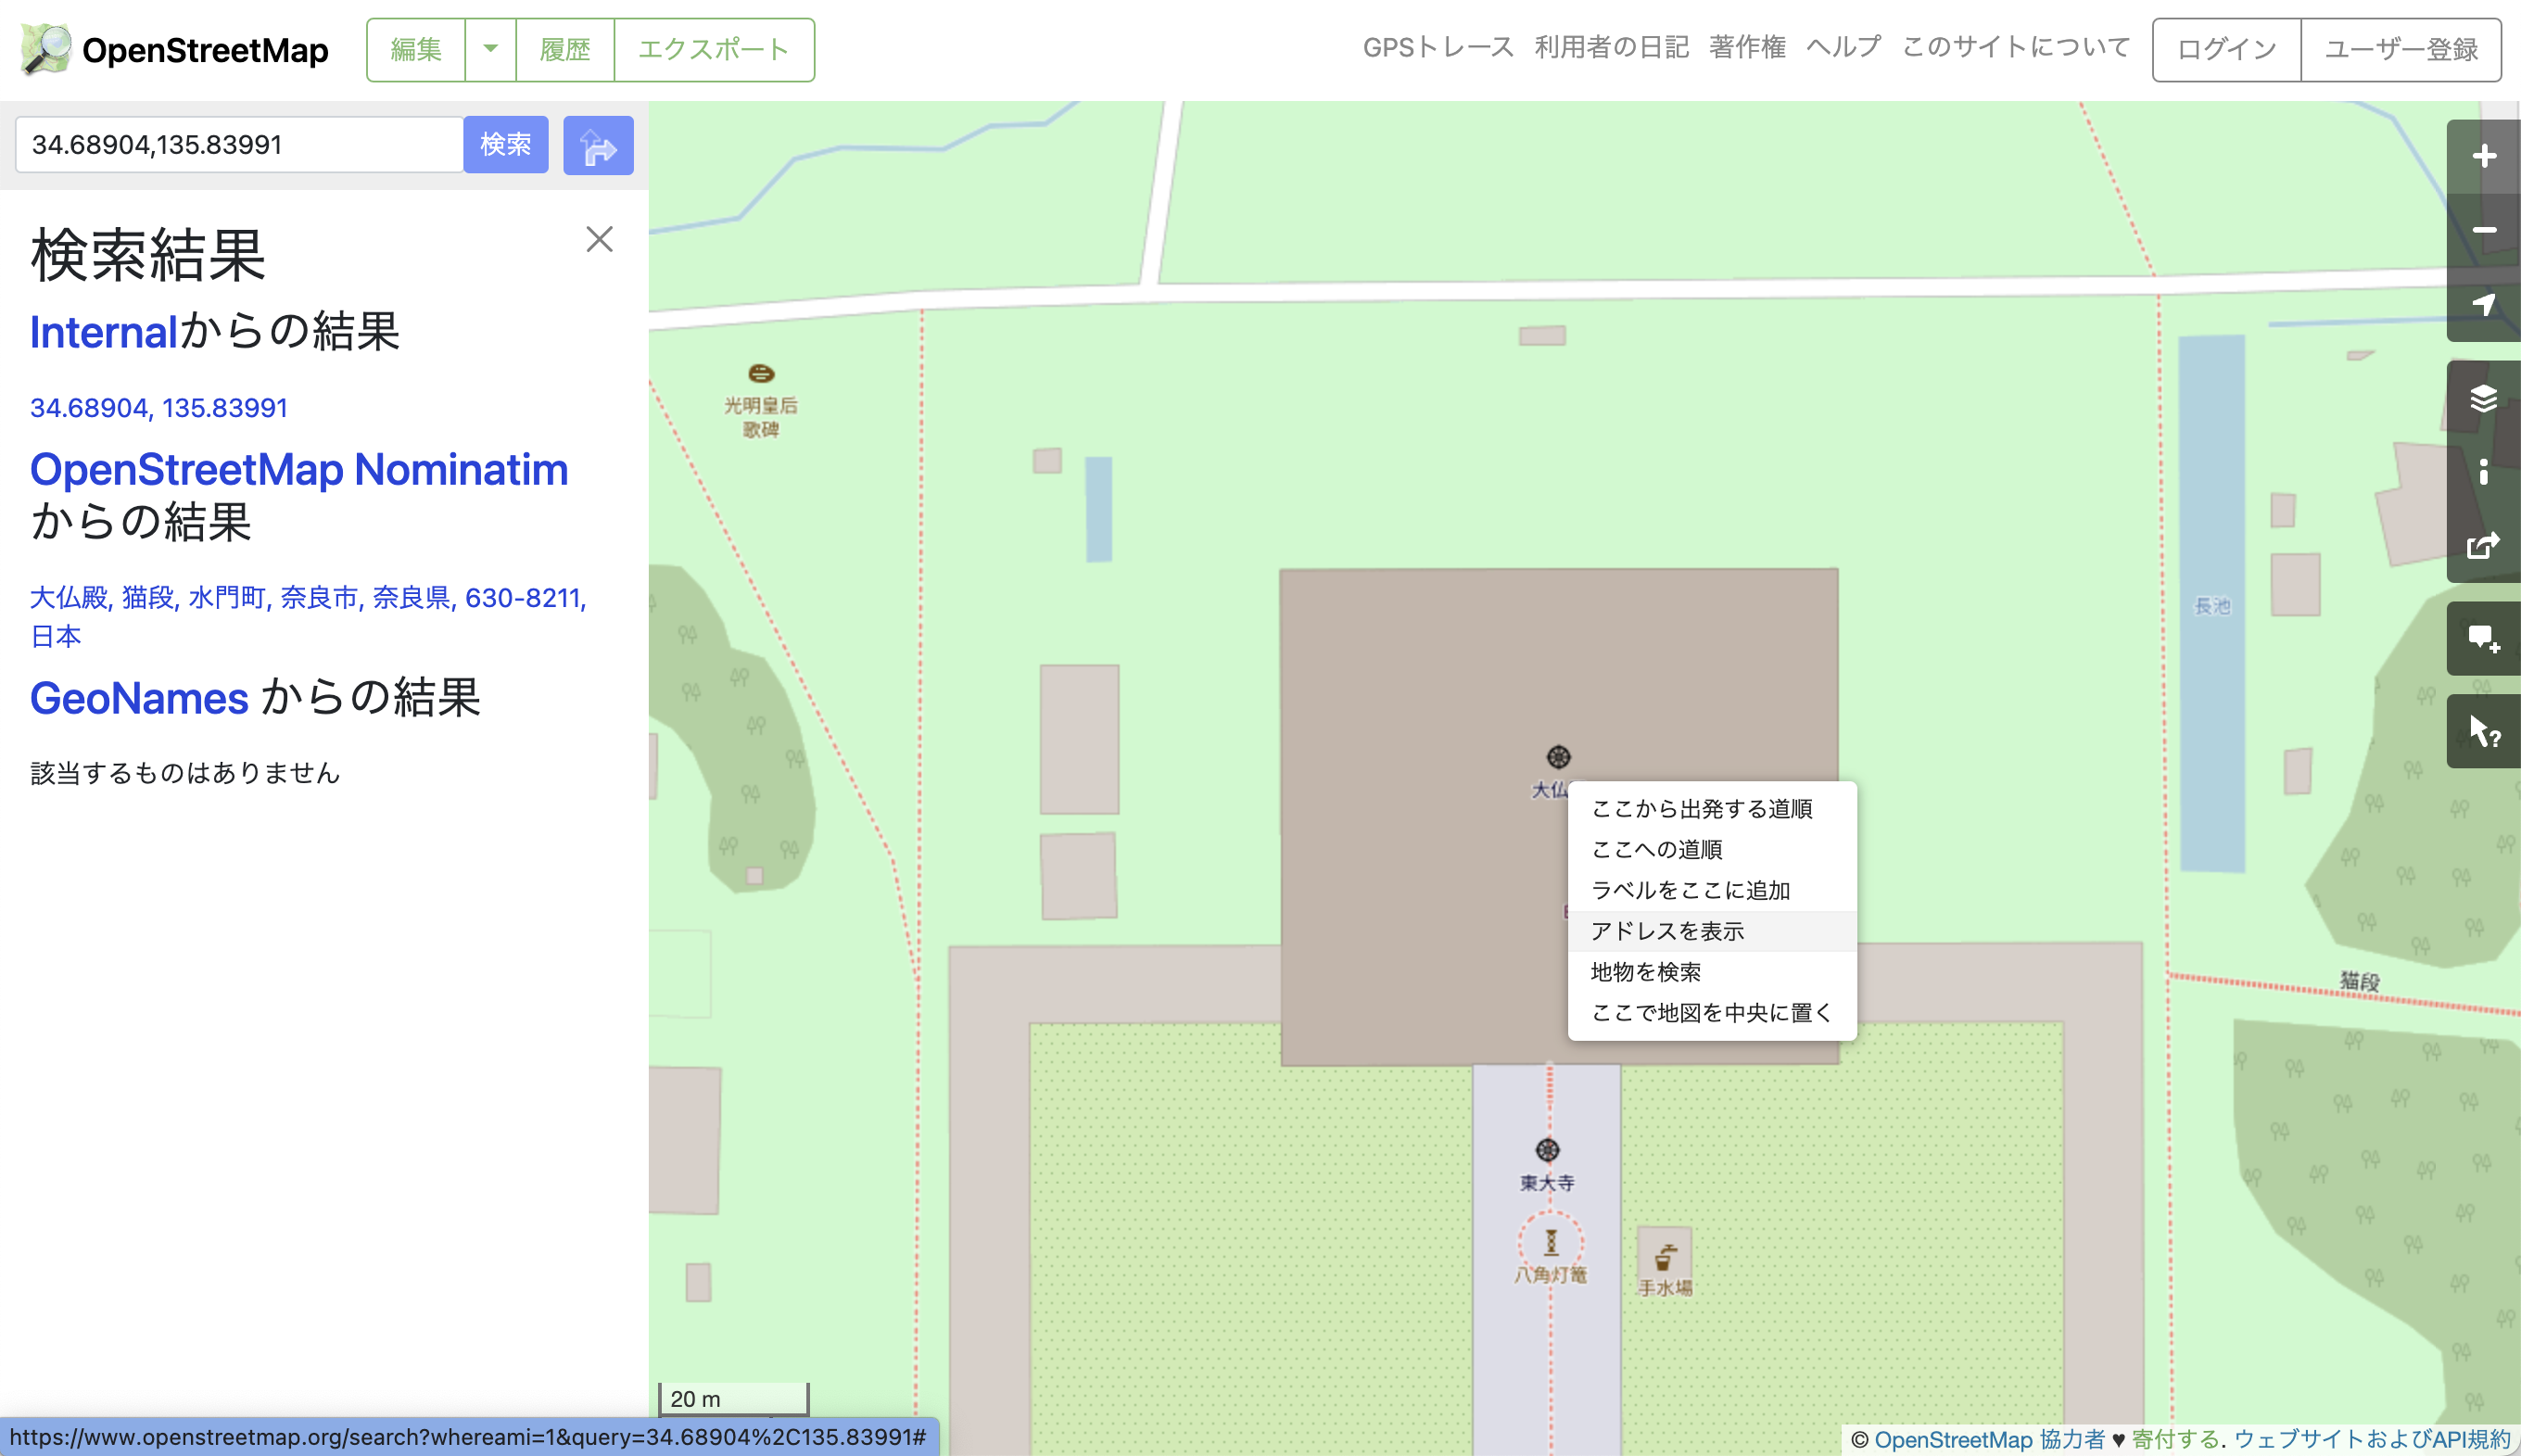 OpenStreetMap
編集
履歴
エクスポート
GPSトレース
利用者の日記
著作権
ヘルプ
このサイトについて
ログイン
ユーザー登録
34.68904,135.83991
検索
検索結果
Internalからの結果
34.68904, 135.83991
OpenStreetMap Nominatim
からの結果
大仏殿, 猫段, 水門町, 奈良市, 奈良県, 630-8211,
日本
GeoNames からの結果
該当するものはありません
光明皇后
歌碑
長池
大仏
ここから出発する道順
ここへの道順
ラベルをここに追加
アドレスを表示
地物を検索
ここで地図を中央に置く
猫段
東大寺
八角灯篭
手水場
20 m
https://www.openstreetmap.org/search?whereami=1&query=34.68904%2C135.83991#
© OpenStreetMap 協力者 ♥ 寄付する. ウェブサイトおよびAPI規約